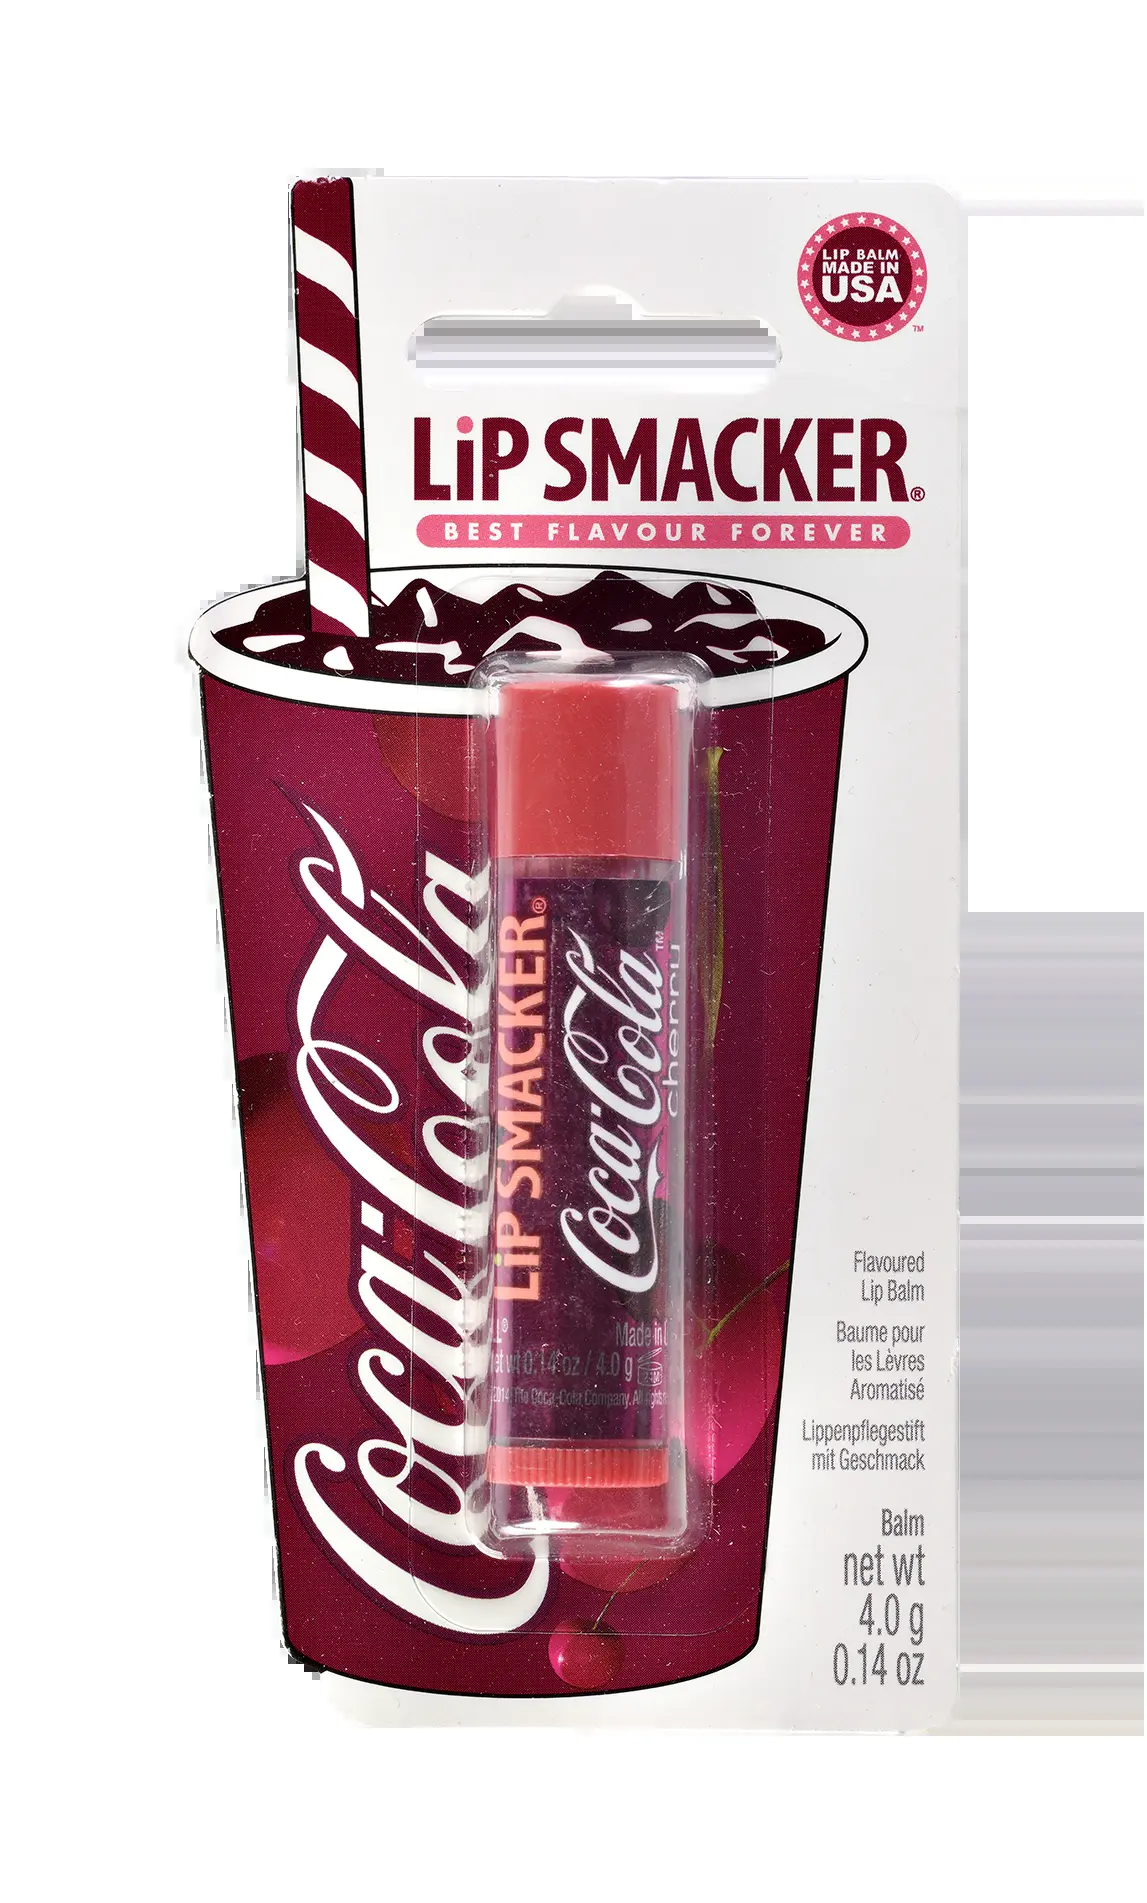 LIP BALM
MADE IN
USA
™
LiP SMACKER®
BEST FLAVOUR FOREVER
Coca-Cola
LiP SMACKER®
Coca-Cola™
cherry
Flavoured
Lip Balm
Baume pour
les Lèvres
Aromatisé
Lippenpflegestift
mit Geschmack
Balm
net wt
4.0 g
0.14 oz
Made in
wt 0.14 oz / 4.0 g
2014 The Coca-Cola Company. All